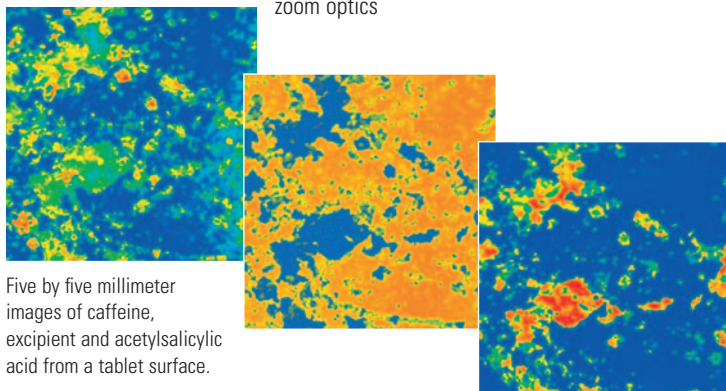 zoom optics
Five by five millimeter
images of caffeine,
excipient and acetylsalicylic
acid from a tablet surface.